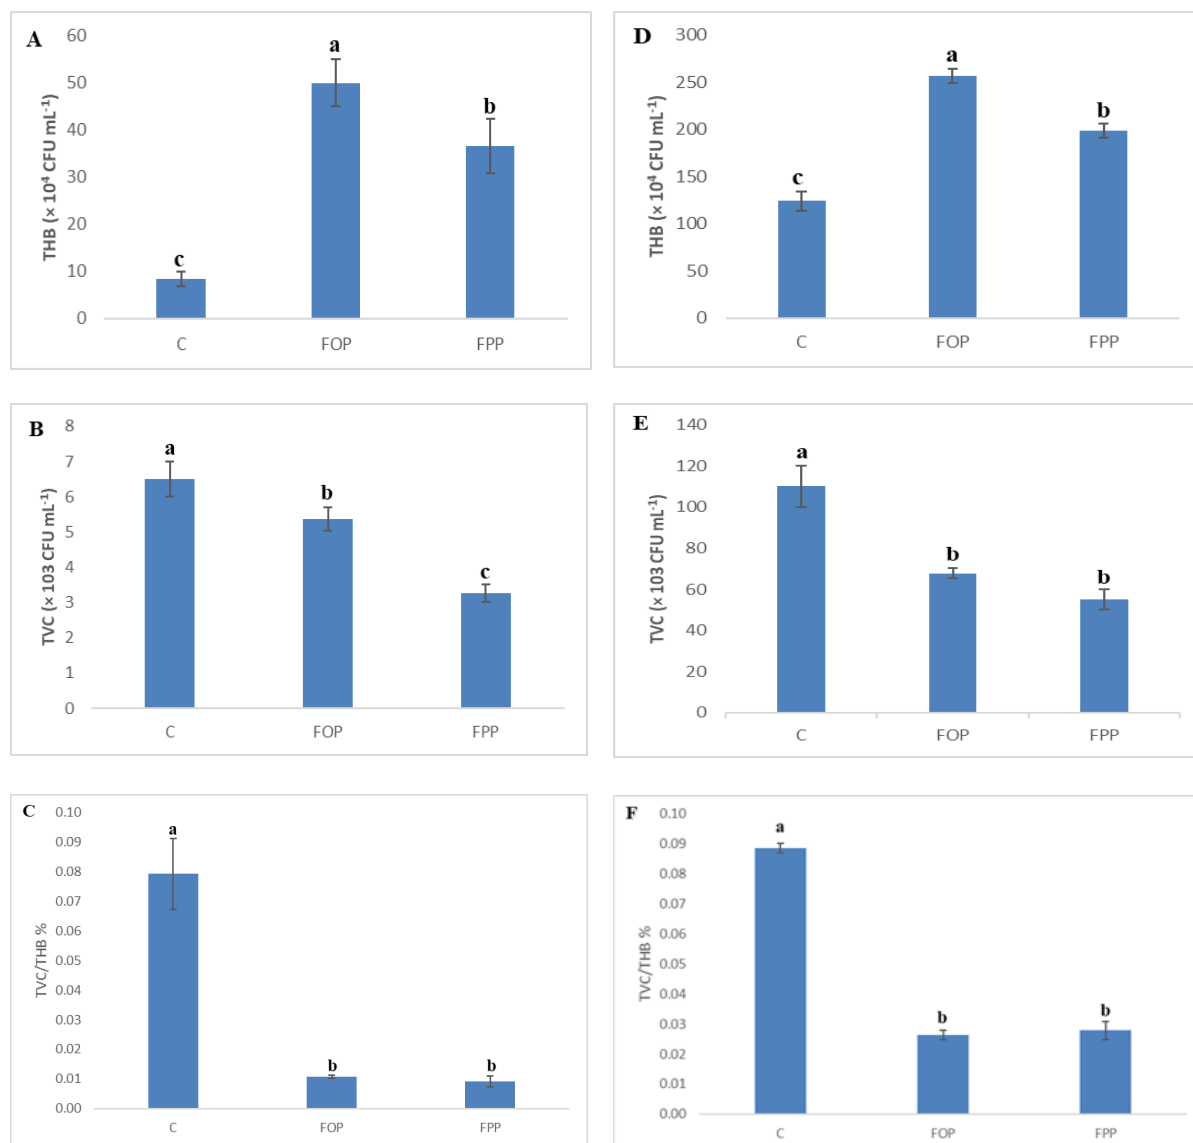 A
THB (× 10⁴ CFU mL⁻¹)
60
50
40
30
20
10
0
c
a
b
C FOP FPP
D
THB (× 10⁴ CFU mL⁻¹)
300
250
200
150
100
50
0
c
a
b
C FOP FPP
B
TVC (× 103 CFU mL⁻¹)
8
7
6
5
4
3
2
1
0
a
b
c
C FOP FPP
E
TVC (× 103 CFU mL⁻¹)
140
120
100
80
60
40
20
0
a
b
b
C FOP FPP
C
TVC/THB %
0.10
0.09
0.08
0.07
0.06
0.05
0.04
0.03
0.02
0.01
0.00
a
b
b
C FOP FPP
F
TVC/THB %
0.10
0.09
0.08
0.07
0.06
0.05
0.04
0.03
0.02
0.01
0.00
a
b
b
C FOP FPP